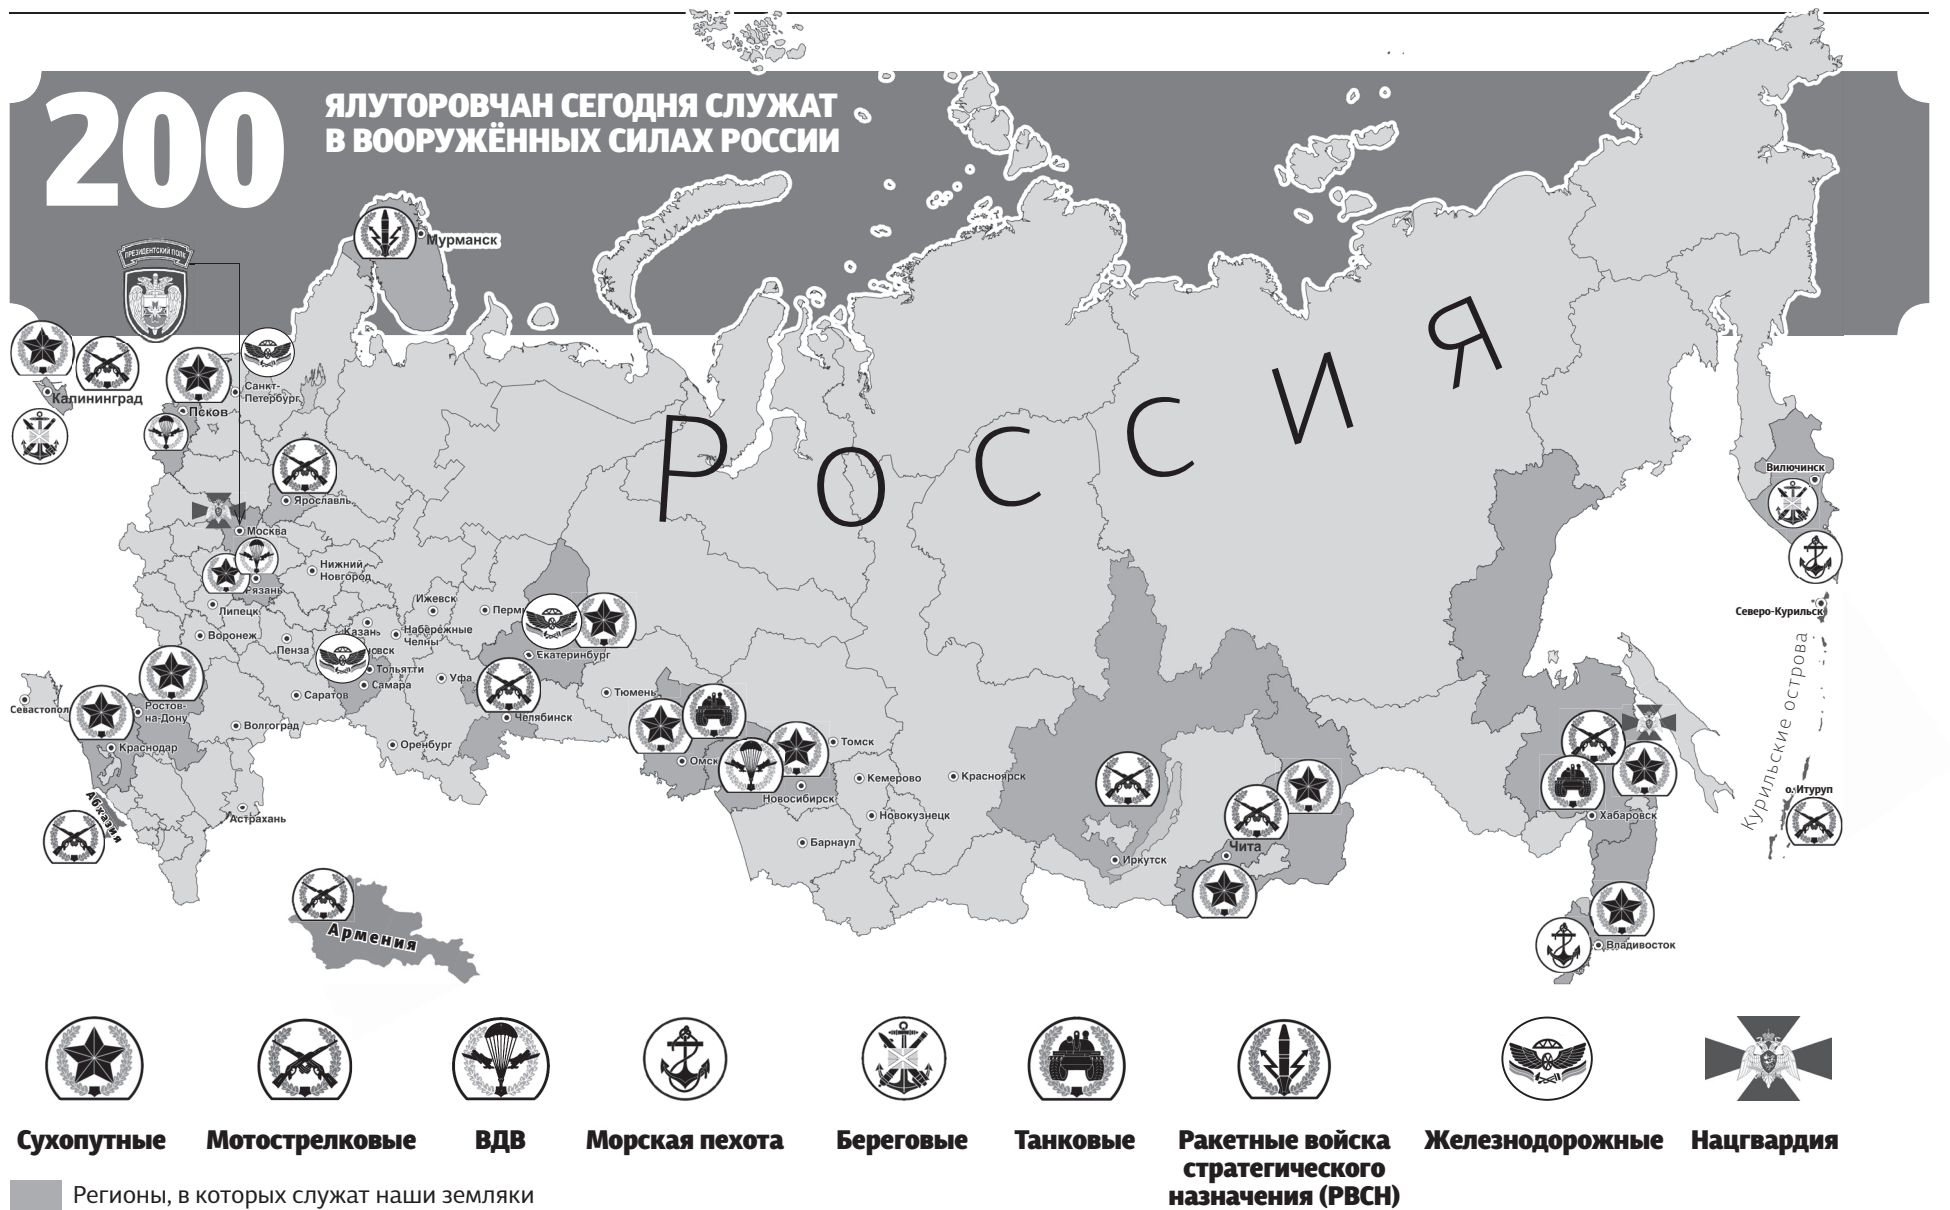 200
ЯЛУТОРОВЧАН СЕГОДНЯ СЛУЖАТ
В ВООРУЖЁННЫХ СИЛАХ РОССИИ
ПРЕЗИДЕНТСКИЙ ПОЛК
Мурманск
РОССИЯ
Калининград
Санкт-
Петербург
Псков
Ярославль
Москва
Рязань
Нижний
Новгород
Липецк
Ижевск
Пермь
Воронеж
Казань
Набережные
Челны
Пенза
овск
Екатеринбург
Тольятти
Самара
Уфа
Саратов
Тюмень
Севастополь
Ростов-
на-Дону
Челябинск
Волгоград
Краснодар
Оренбург
Томск
Омск
Кемерово
Красноярск
Новосибирск
Абхазия
Астрахань
Новокузнецк
Барнаул
Иркутск
Чита
Армения
Вилючинск
Северо-Курильск
Курильские острова
о.Итуруп
Хабаровск
Владивосток
Сухопутные
Мотострелковые
ВДВ
Морская пехота
Береговые
Танковые
Ракетные войска
стратегического
назначения (РВСН)
Железнодорожные
Нацгвардия
Регионы, в которых служат наши земляки